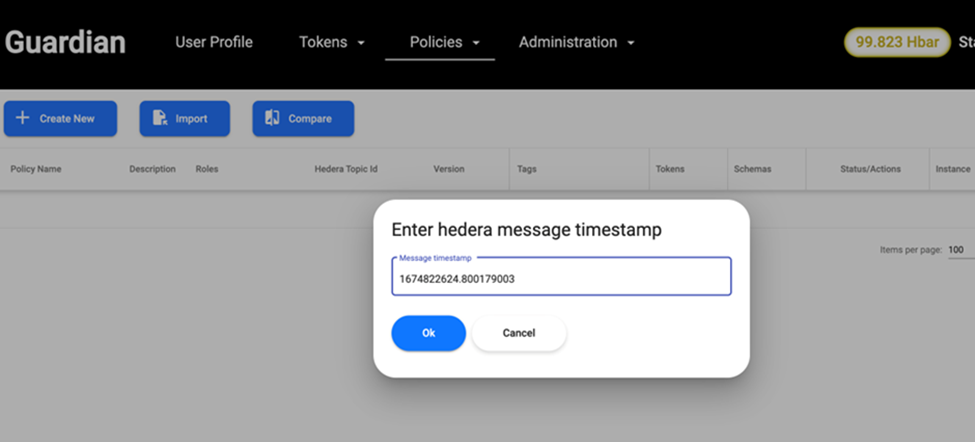 Guardian User Profile Tokens Policies Administration 99.823 Hbar
Create New Import Compare
Policy Name Description Roles Hedera Topic Id Version Tags Tokens Schemas Status/Actions Instance
Enter hedera message timestamp
Items per page: 100
Message timestamp
1674822624.800179003
Ok Cancel